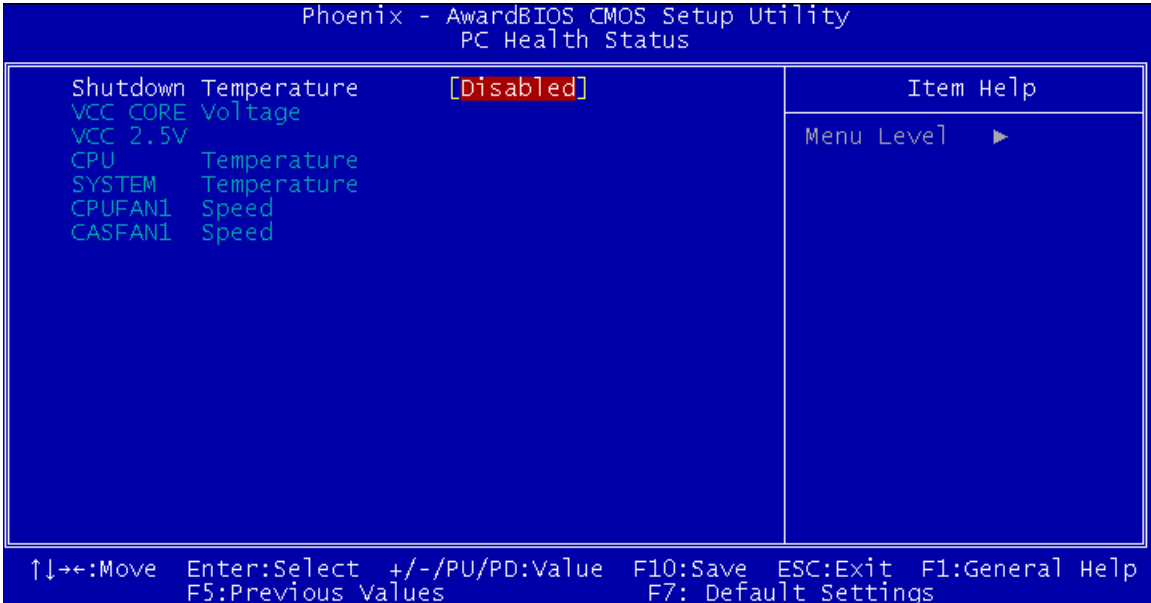 Phoenix - AwardBIOS CMOS Setup Utility
PC Health Status
Shutdown Temperature [Disabled]
VCC CORE Voltage
VCC 2.5V
CPU Temperature
SYSTEM Temperature
CPUFAN1 Speed
CASFAN1 Speed
Item Help
Menu Level ►
↑↓→←:Move Enter:Select +/-/PU/PD:Value F10:Save ESC:Exit F1:General Help
F5:Previous Values F7: Default Settings